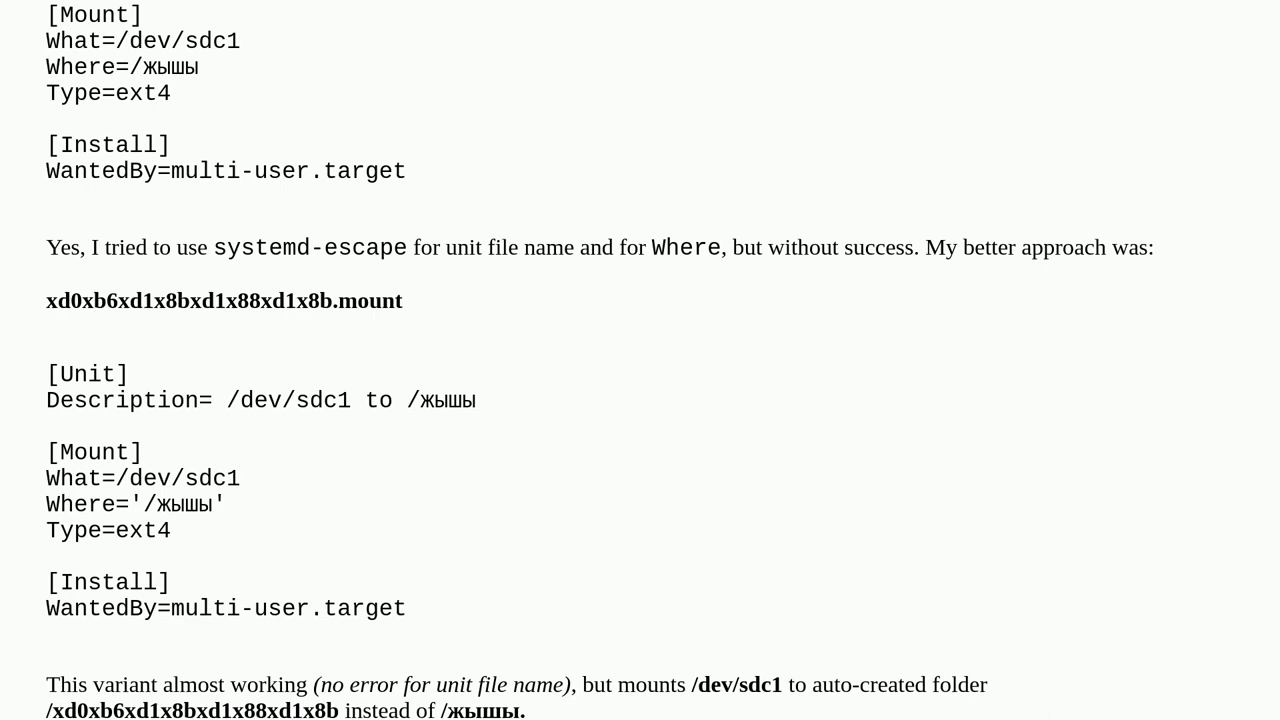 [Mount]
What=/dev/sdc1
Where=/жышы
Type=ext4
[Install]
WantedBy=multi-user.target
Yes, I tried to use systemd-escape for unit file name and for Where, but without success. My better approach was:
xd0xb6xd1x8bxd1x88xd1x8b.mount
[Unit]
Description= /dev/sdc1 to /жышы
[Mount]
What=/dev/sdc1
Where='/жышы'
Type=ext4
[Install]
WantedBy=multi-user.target
This variant almost working (no error for unit file name), but mounts /dev/sdc1 to auto-created folder
/xd0xb6xd1x8bxd1x88xd1x8b instead of /жышы.